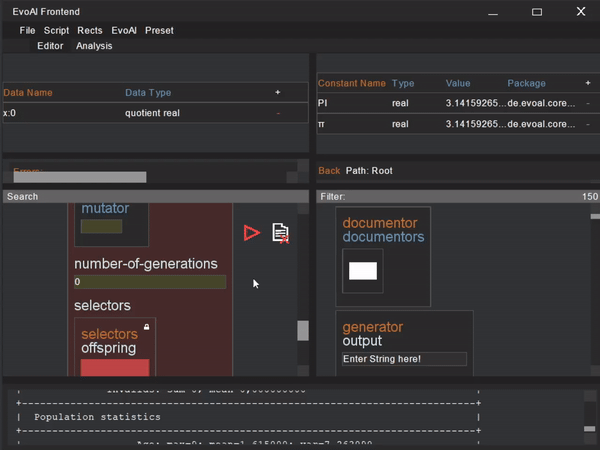 EvoAl Frontend
File Script Rects EvoAl Preset
Editor Analysis
Data Name Data Type +
x:0 quotient real -
Constant Name Type Value Package +
PI real 3.14159265... de.evoal.core... -
π real 3.14159265... de.evoal.core... -
Errors:
Back Path: Root
Search
Filter: 150
mutator
number-of-generations
0
selectors
selectors
offspring
documentor
documentors
generator
output
Enter String here!
Population statistics